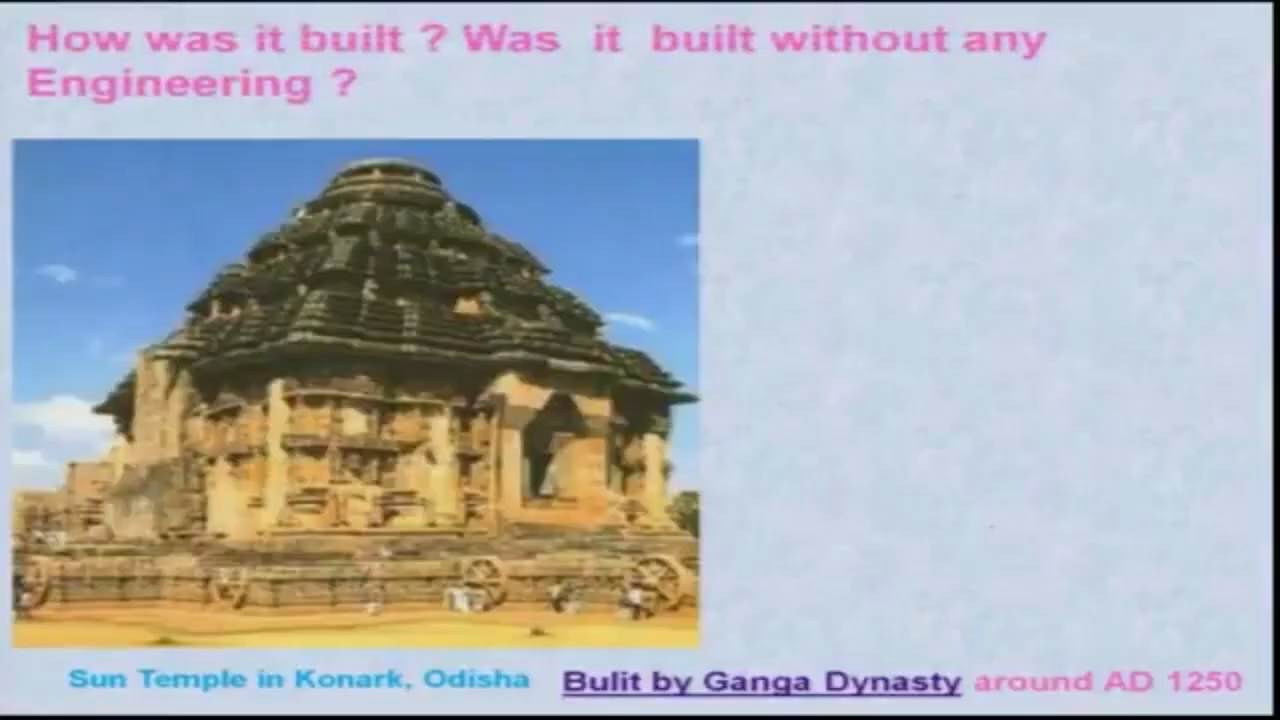 How was it built ? Was it built without any
Engineering ?
Sun Temple in Konark, Odisha Bulit by Ganga Dynasty around AD 1250